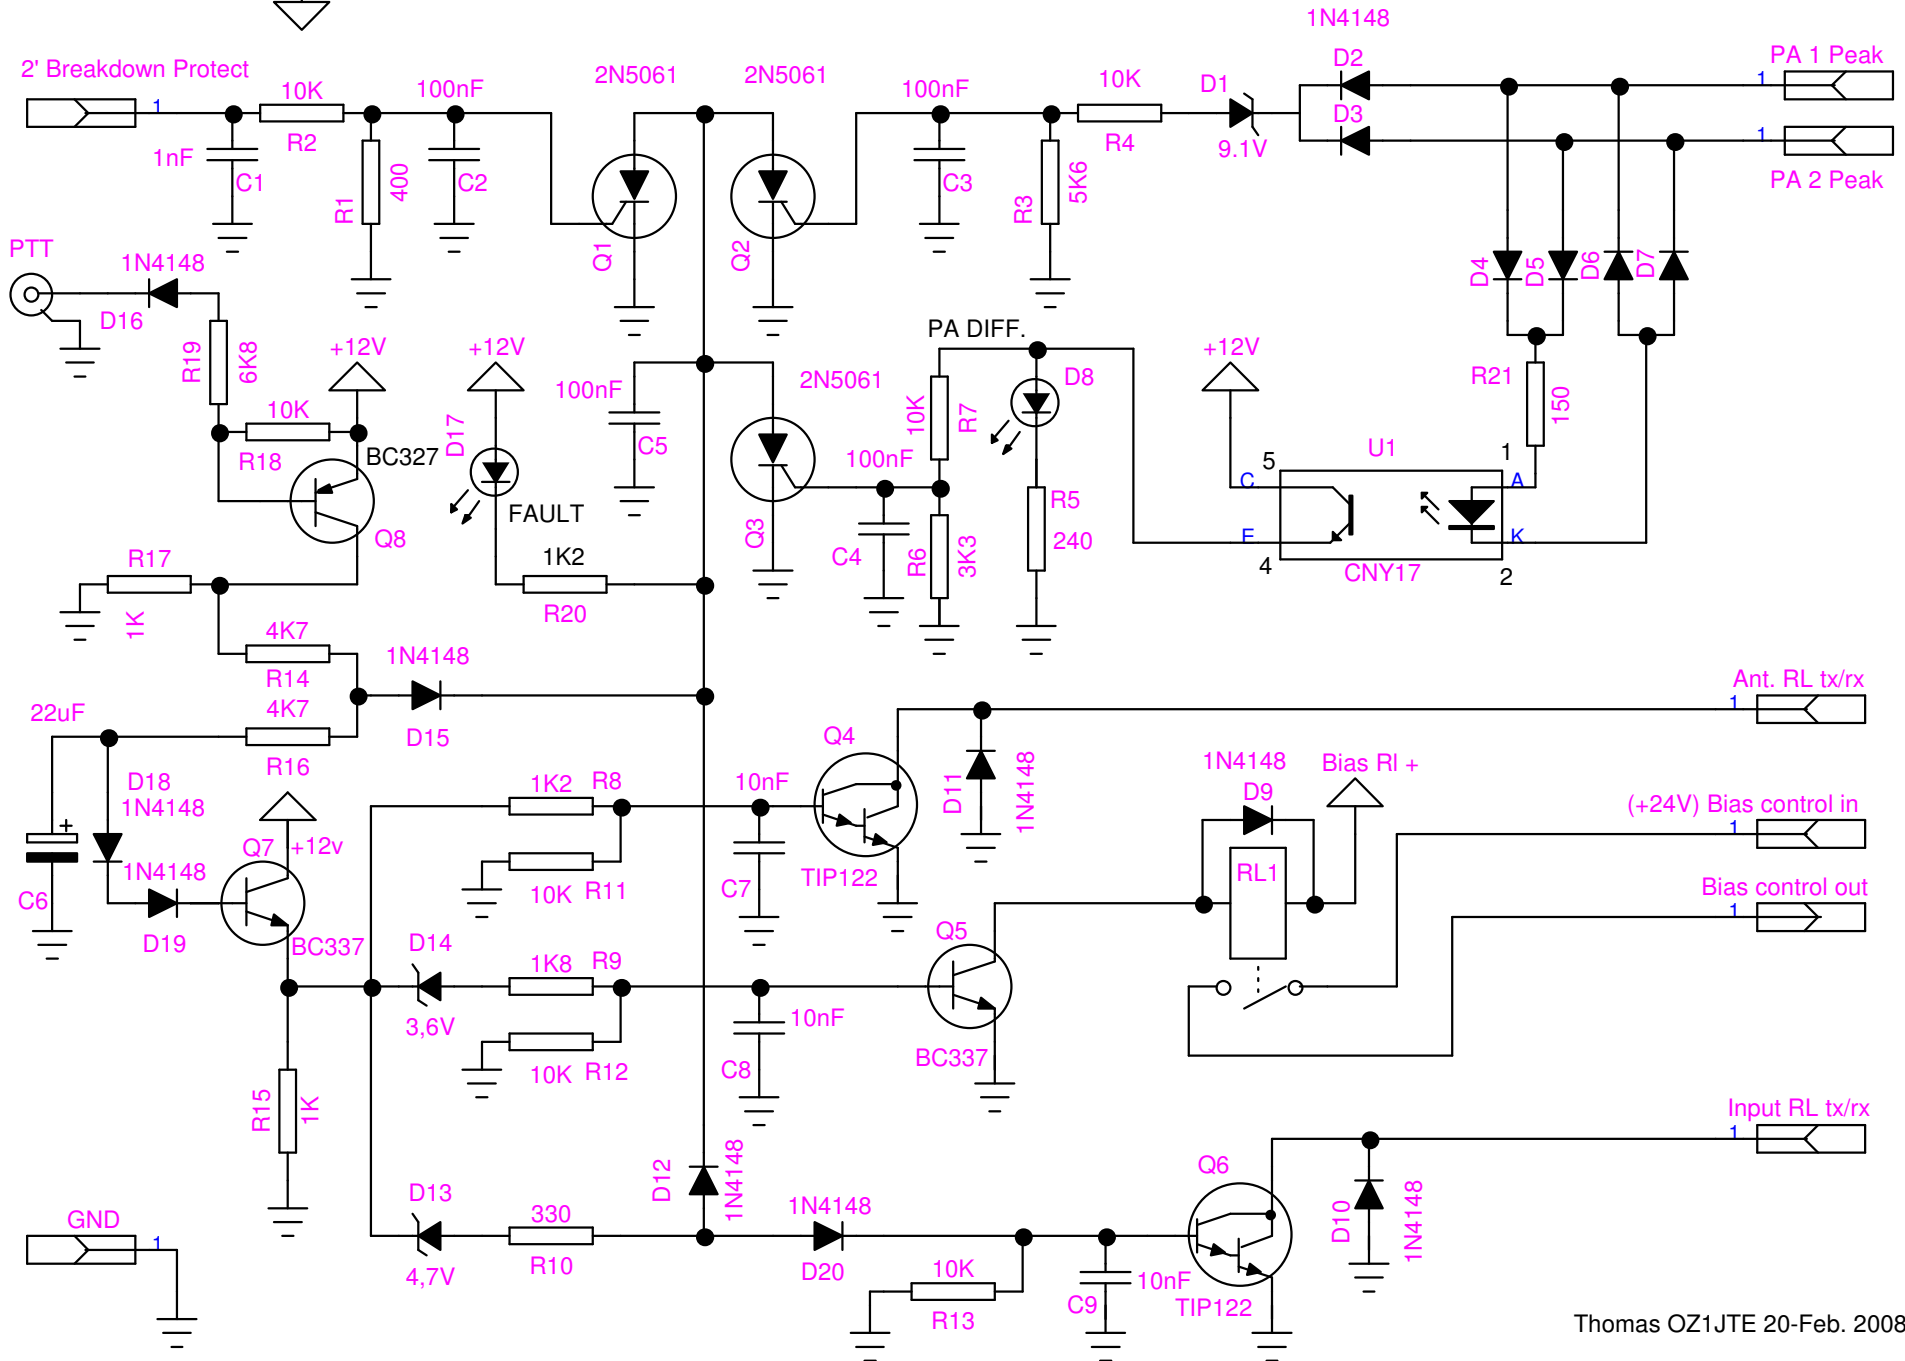 1N4148
2' Breakdown Protect
1
10K
R2
1nF
C1
400
R1
100nF
C2
2N5061
Q1
2N5061
Q2
100nF
C3
5K6
R3
10K
R4
D1
9.1V
D2
D3
PA 1 Peak
1
PA 2 Peak
1
D4
D5
D6
D7
PTT
1N4148
D16
R19
6K8
+12V
10K
R18
BC327
Q8
+12V
D17
FAULT
1K2
R20
100nF
C5
2N5061
Q3
PA DIFF.
10K
R7
D8
100nF
C4
R6
3K3
R5
240
+12V
U1
5
C
E
4
CNY17
1
A
K
2
R21
150
R17
1K
4K7
R14
4K7
R16
1N4148
D15
22uF
+
C6
D18
1N4148
1N4148
D19
Q7
+12v
BC337
R15
1K
1K2
R8
10K
R11
10nF
C7
Q4
TIP122
D11
1N4148
Ant. RL tx/rx
1
1N4148
D9
RL1
Bias Rl +
(+24V) Bias control in
1
Bias control out
1
D14
3,6V
1K8
R9
10K
R12
10nF
C8
Q5
BC337
D13
4,7V
330
R10
D12
1N4148
1N4148
D20
10K
R13
10nF
C9
Q6
TIP122
D10
1N4148
Input RL tx/rx
1
GND
1
Thomas OZ1JTE 20-Feb. 2008